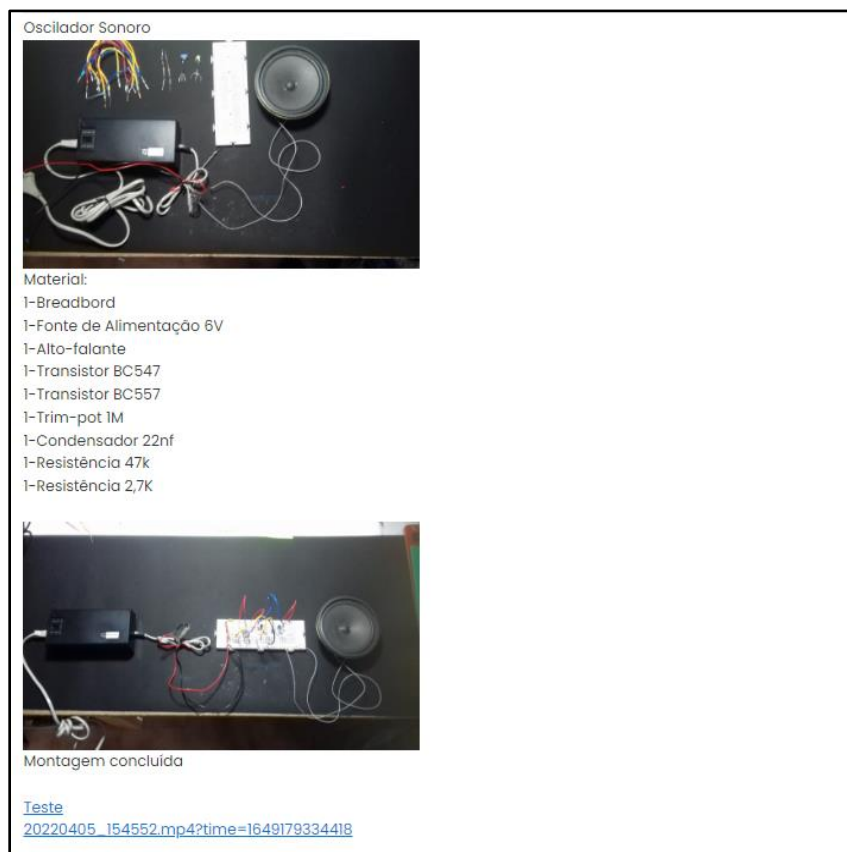 Oscilador Sonoro
Material:
1-Breadbord
1-Fonte de Alimentação 6V
1-Alto-falante
1-Transistor BC547
1-Transistor BC557
1-Trim-pot 1M
1-Condensador 22nf
1-Resistência 47k
1-Resistência 2,7K
Montagem concluída
Teste
20220405_154552.mp4?time=1649179334418